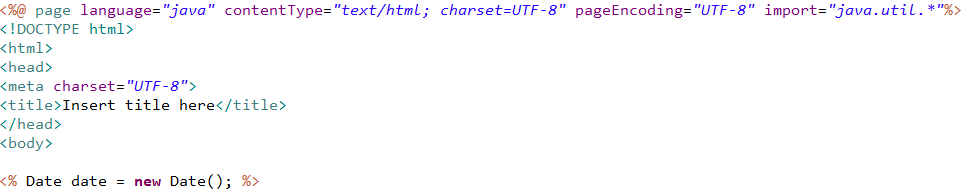 <%@ page language="java" contentType="text/html; charset=UTF-8" pageEncoding="UTF-8" import="java.util.*"%>
<!DOCTYPE html>
<html>
<head>
<meta charset="UTF-8">
<title>Insert title here</title>
</head>
<body>
<% Date date = new Date(); %>